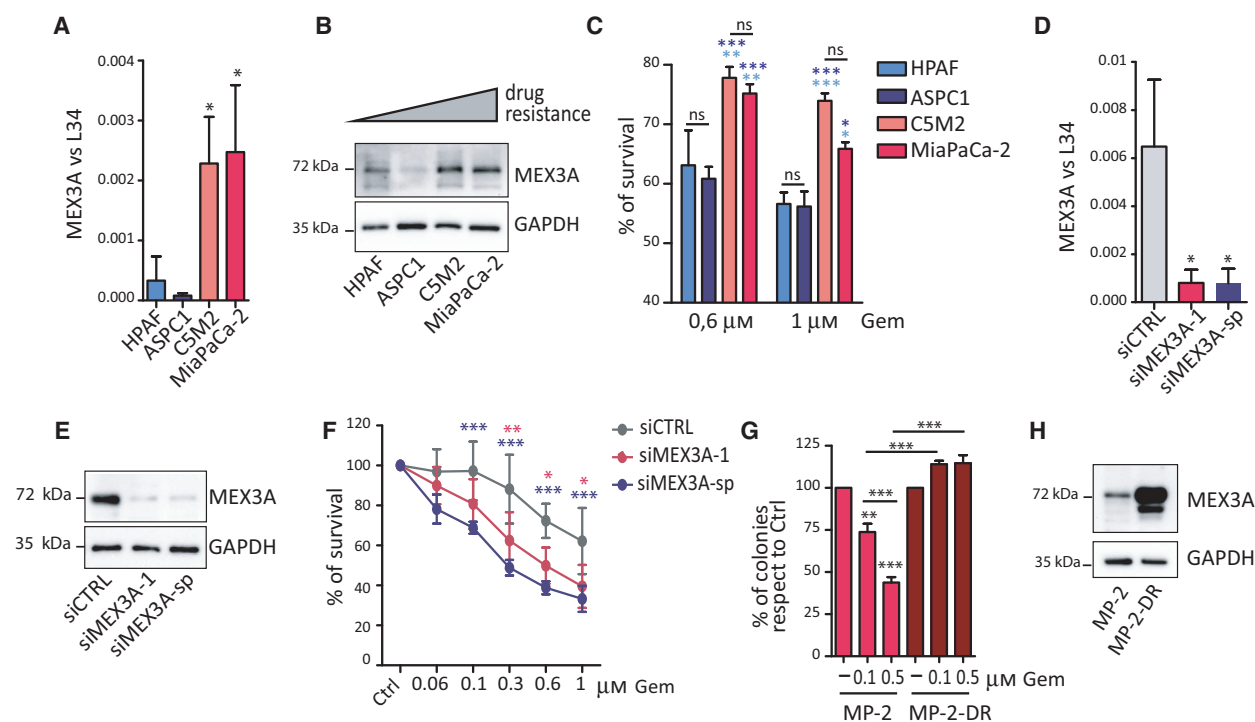 A
MEX3A vs L34
0.004
0.003
0.002
0.001
0.000
*
*
HPAF
ASPC1
C5M2
MiaPaCa-2
B
drug
resistance
72 kDa
MEX3A
35 kDa
GAPDH
HPAF
ASPC1
C5M2
MiaPaCa-2
C
% of survival
80
70
60
50
40
ns
***
**
ns
***
**
ns
***
***
ns
*
*
0,6 μM
1 μM
Gem
HPAF
ASPC1
C5M2
MiaPaCa-2
D
MEX3A vs L34
0.01
0.008
0.006
0.004
0.002
0.000
*
*
siCTRL
siMEX3A-1
siMEX3A-sp
E
72 kDa
MEX3A
35 kDa
GAPDH
siCTRL
siMEX3A-1
siMEX3A-sp
F
% of survival
120
100
80
60
40
20
0
***
**
***
*
***
*
***
siCTRL
siMEX3A-1
siMEX3A-sp
Ctrl
0.06
0.1
0.3
0.6
1
μM Gem
G
% of colonies
respect to Ctrl
125
100
75
50
25
0
**
***
***
***
***
– 0.1 0.5
– 0.1 0.5
μM Gem
MP-2
MP-2-DR
H
72 kDa
MEX3A
35 kDa
GAPDH
MP-2
MP-2-DR